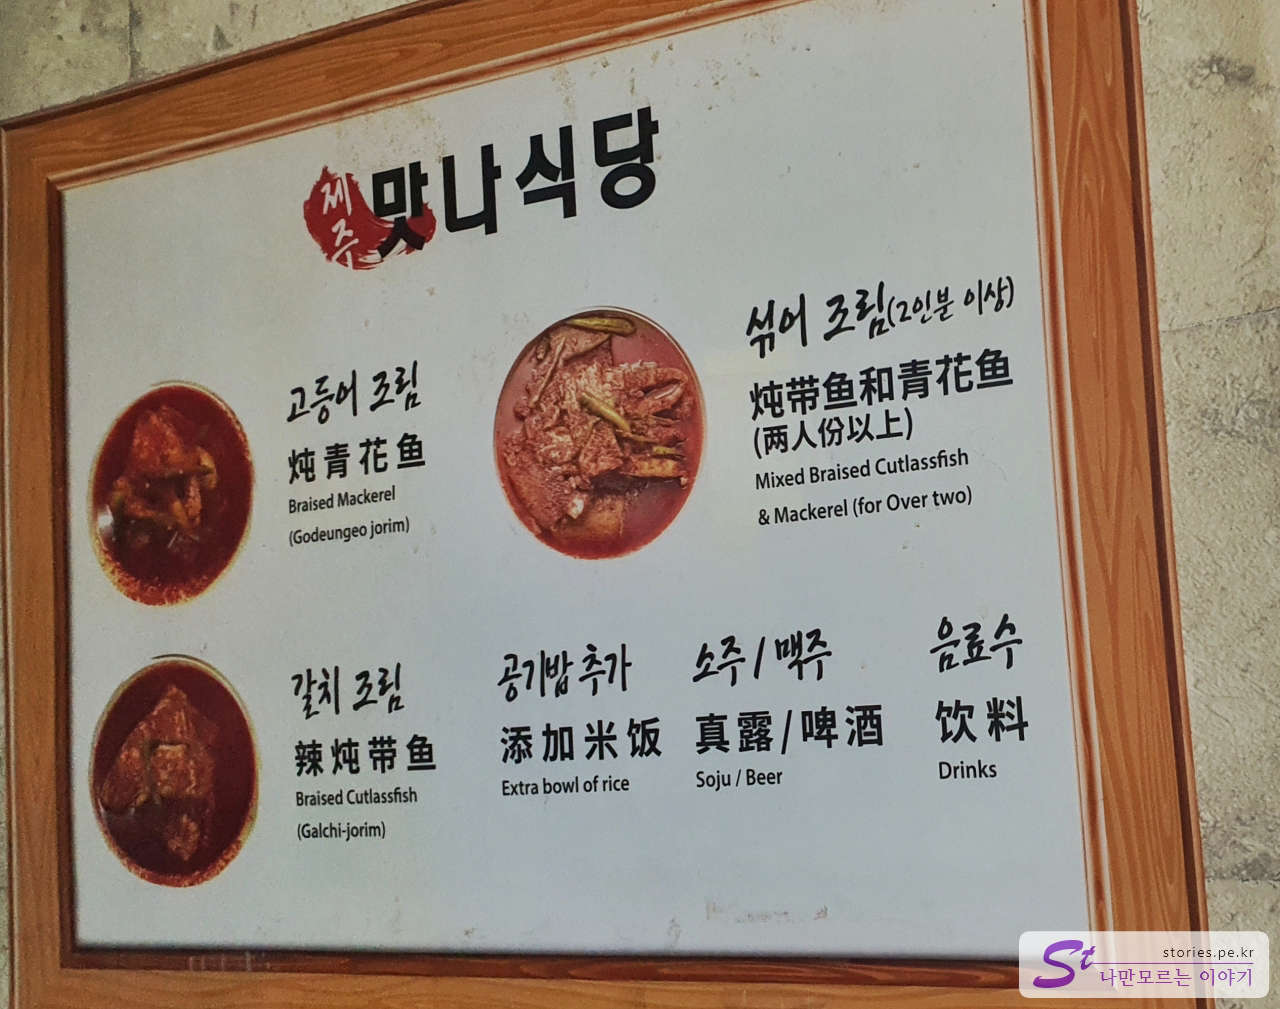 제주
맛나식당
고등어 조림
炖青花鱼
Braised Mackerel
(Godeungeo jorim)
섞어 조림(2인분 이상)
炖带鱼和青花鱼
(两人份以上)
Mixed Braised Cutlassfish
& Mackerel (for Over two)
갈치 조림
辣炖带鱼
Braised Cutlassfish
(Galchi-jorim)
공기밥 추가
添加米饭
Extra bowl of rice
소주 / 맥주
真露/啤酒
Soju / Beer
음료수
饮料
Drinks
St
stories.pe.kr
나만모르는 이야기